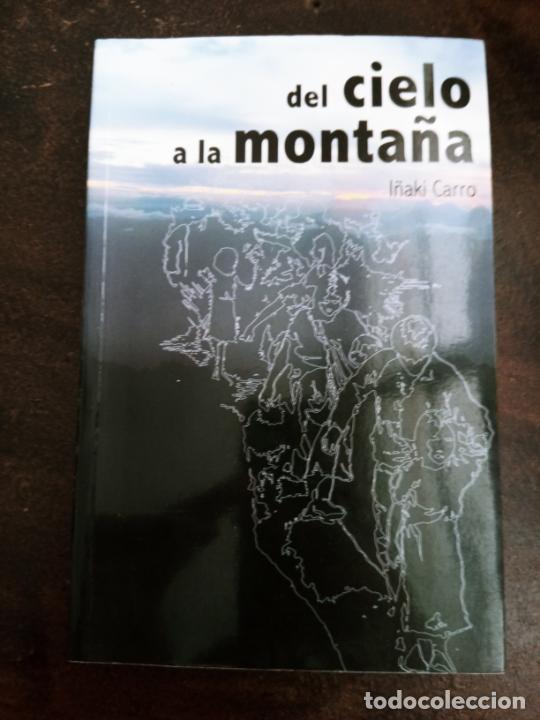 del cielo
a la montaña
Iñaki Carro
todocoleccion